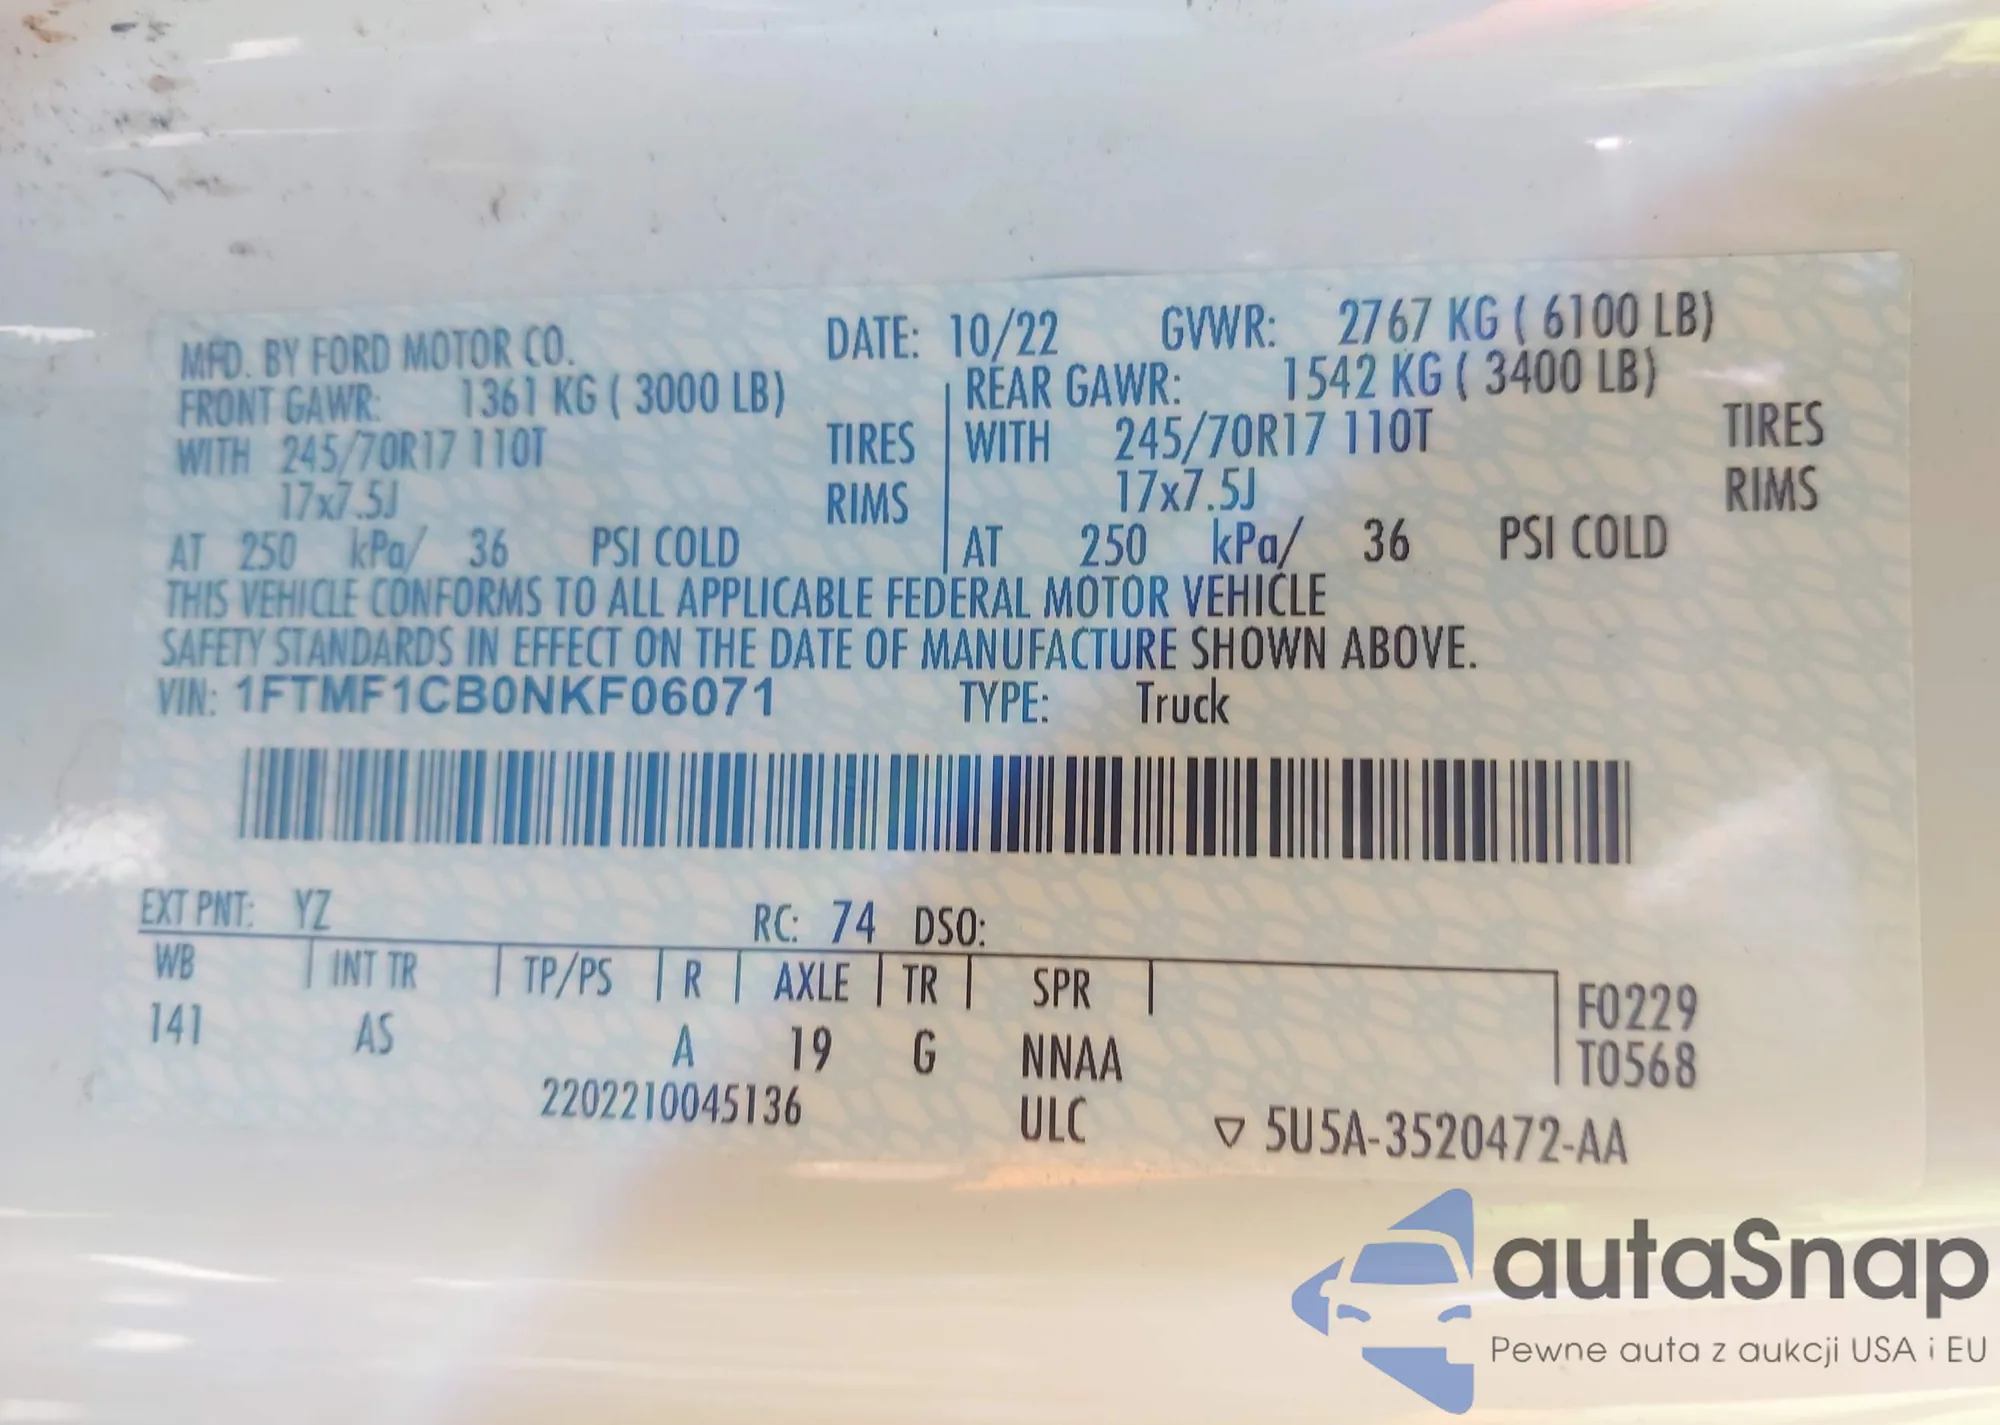 MFD. BY FORD MOTOR CO. DATE: 10/22 GVWR: 2767 KG ( 6100 LB)
FRONT GAWR: 1361 KG ( 3000 LB) REAR GAWR: 1542 KG ( 3400 LB)
WITH 245/70R17 110T TIRES WITH 245/70R17 110T TIRES
17x7.5J RIMS 17x7.5J RIMS
AT 250 kPa/ 36 PSI COLD AT 250 kPa/ 36 PSI COLD
THIS VEHICLE CONFORMS TO ALL APPLICABLE FEDERAL MOTOR VEHICLE
SAFETY STANDARDS IN EFFECT ON THE DATE OF MANUFACTURE SHOWN ABOVE.
VIN: 1FTMF1CB0NKF06071 TYPE: Truck
EXT PNT: YZ RC: 74 DSO:
WB INT TR TP/PS R AXLE TR SPR F0229
141 AS A 19 G NNAA T0568
2202210045136 ULC ▽ 5U5A-3520472-AA
autaSnap
Pewne auta z aukcji USA i EU